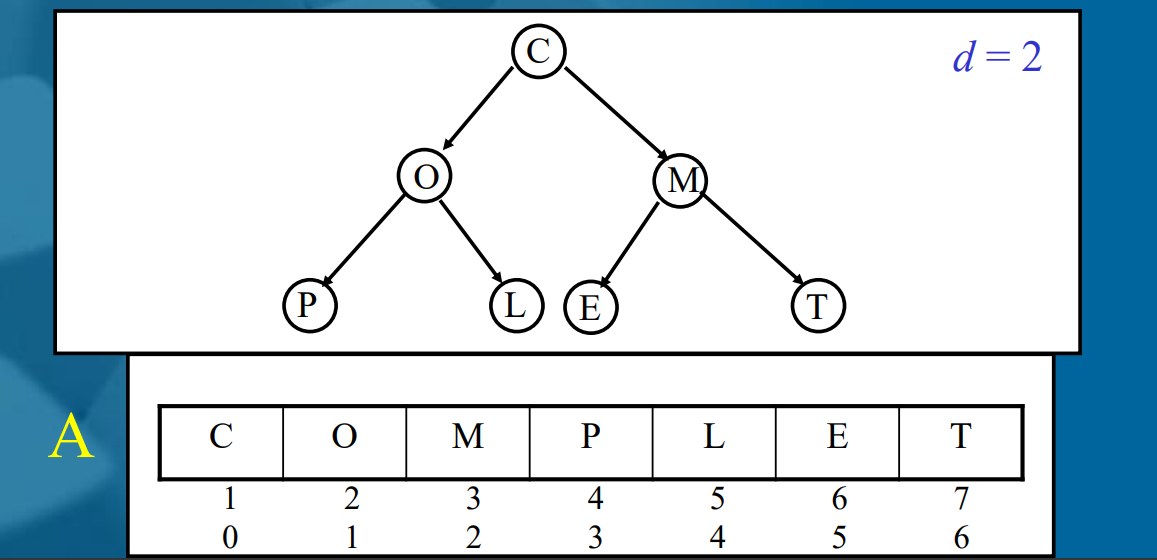 C
d = 2
O M
P L E T
A
C O M P L E T
1 2 3 4 5 6 7
0 1 2 3 4 5 6